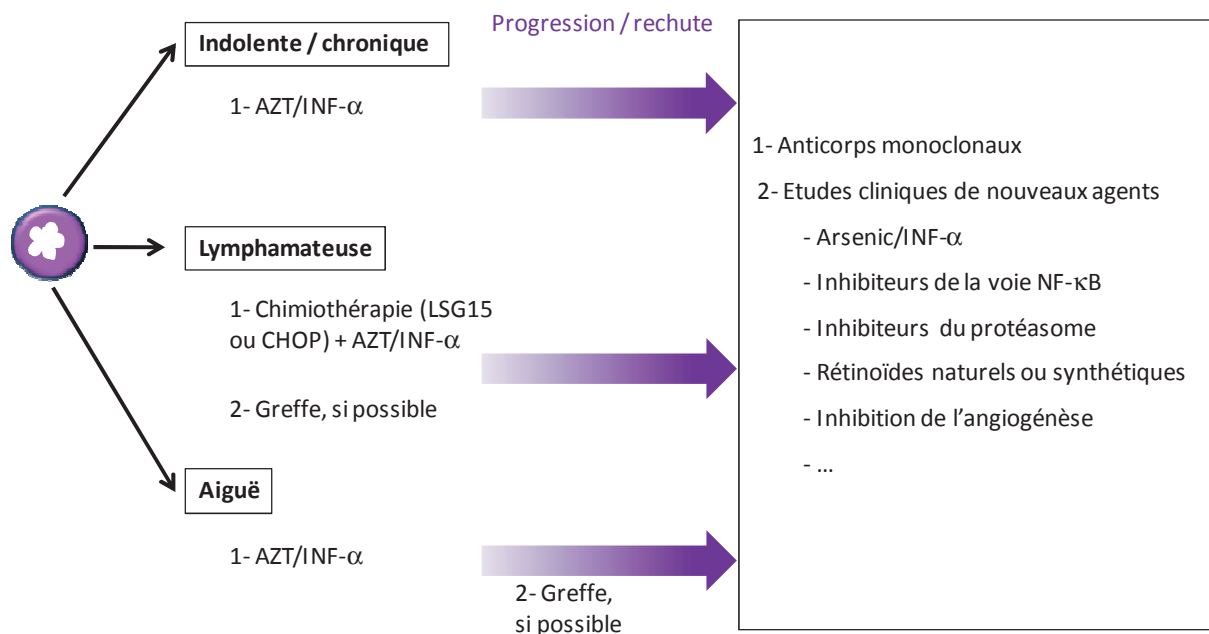 Progression / rechute
Indolente / chronique
1- AZT/INF-α
Lymphamateuse
1- Chimiothérapie (LSG15
ou CHOP) + AZT/INF-α
2- Greffe, si possible
Aiguë
1- AZT/INF-α
2- Greffe,
si possible
1- Anticorps monoclonaux
2- Etudes cliniques de nouveaux agents
- Arsenic/INF-α
- Inhibiteurs de la voie NF-κB
- Inhibiteurs du protéasome
- Rétinoïdes naturels ou synthétiques
- Inhibition de l’angiogénèse
- ...